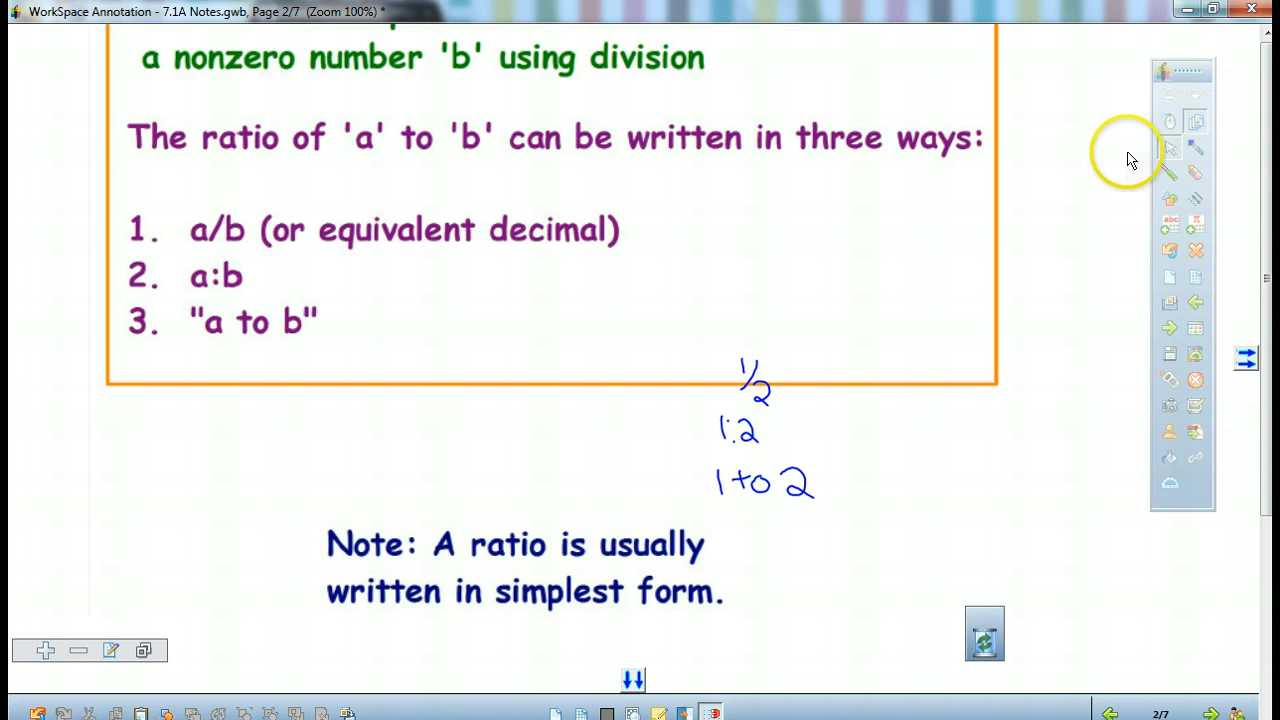 WorkSpace Annotation - 7.1A Notes.gwb, Page 2/7 (Zoom 100%) *
a nonzero number 'b' using division
The ratio of 'a' to 'b' can be written in three ways:
1. a/b (or equivalent decimal)
2. a:b
3. "a to b"
1/2
1:2
1 to 2
Note: A ratio is usually
written in simplest form.
abc
π
2/7